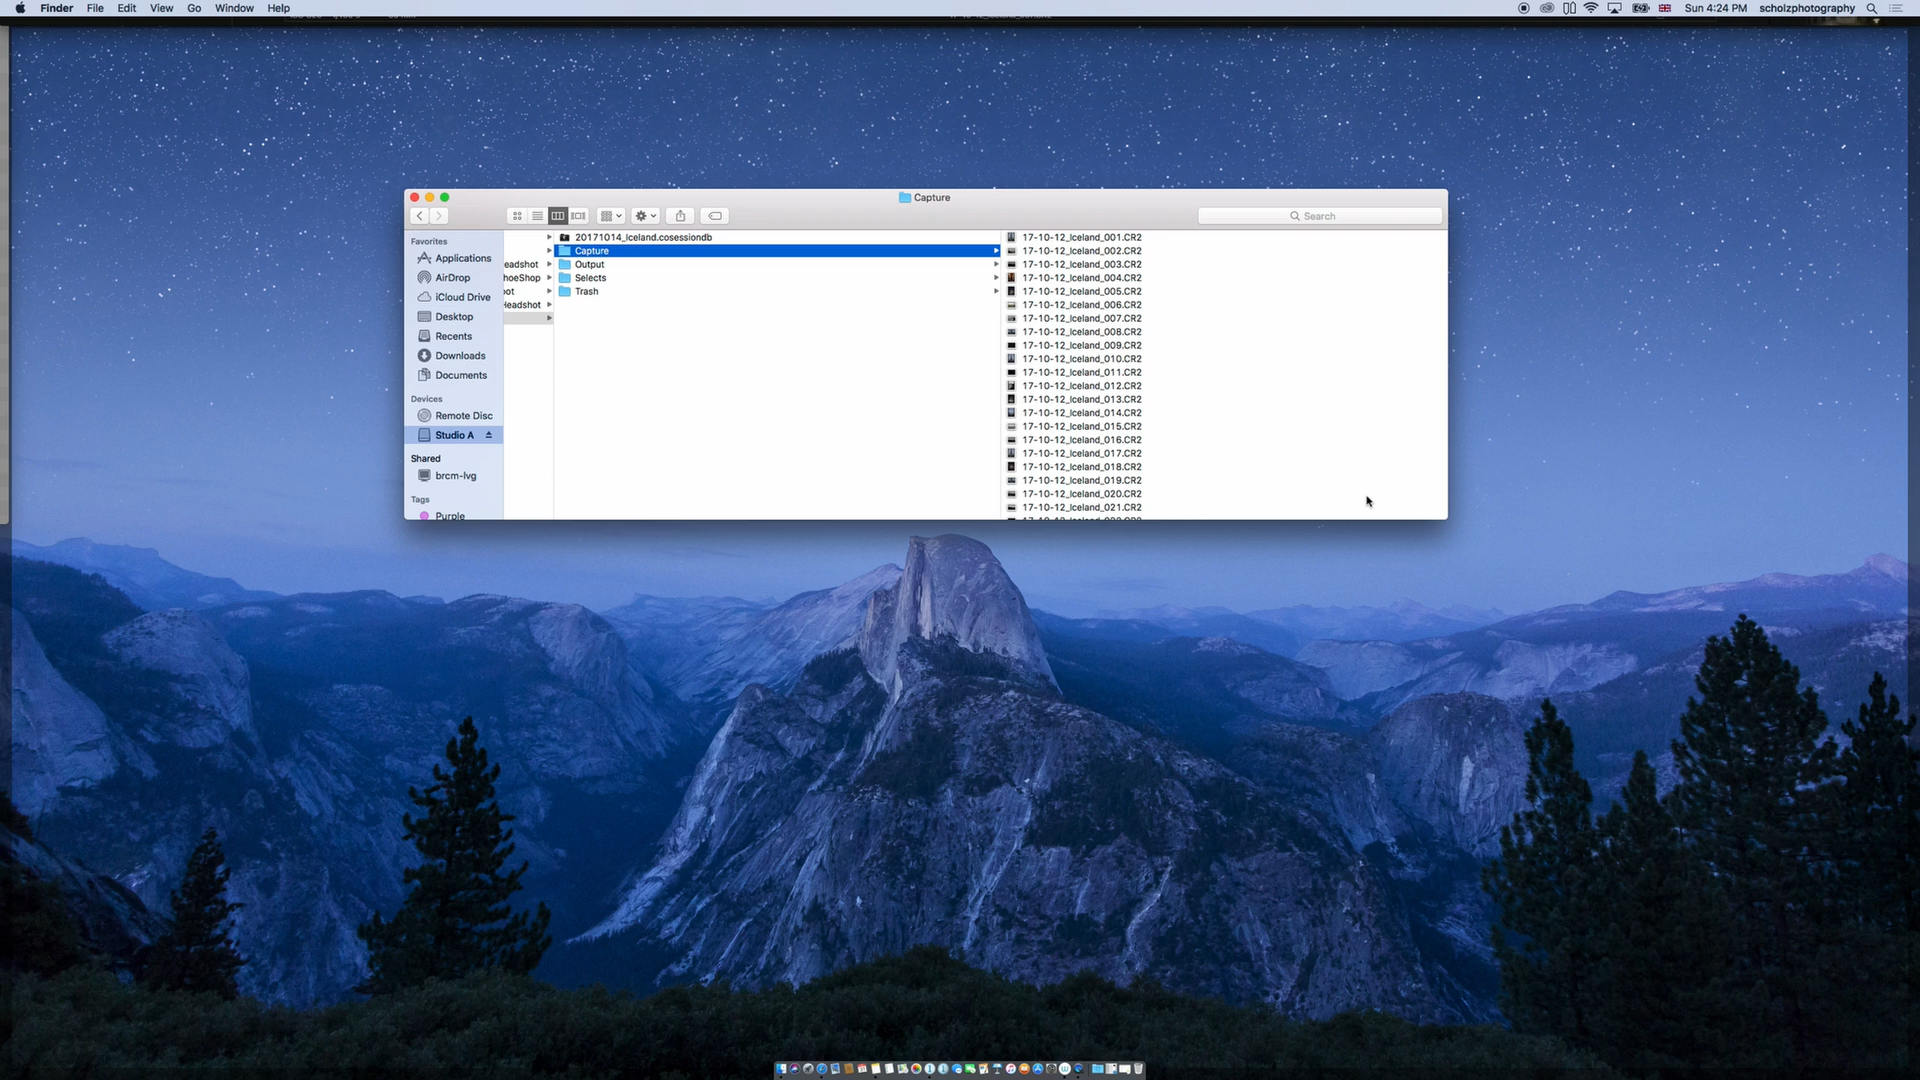 Finder File Edit View Go Window Help
Sun 4:24 PM scholzphotography
Capture
Search
Favorites
Applications
AirDrop
iCloud Drive
Desktop
Recents
Downloads
Documents
Devices
Remote Disc
Studio A
Shared
brcm-lvg
Tags
Purple
eadshot
hoeShop
ot
Headshot
20171014_Iceland.cosessiondb
Capture
Output
Selects
Trash
17-10-12_Iceland_001.CR2
17-10-12_Iceland_002.CR2
17-10-12_Iceland_003.CR2
17-10-12_Iceland_004.CR2
17-10-12_Iceland_005.CR2
17-10-12_Iceland_006.CR2
17-10-12_Iceland_007.CR2
17-10-12_Iceland_008.CR2
17-10-12_Iceland_009.CR2
17-10-12_Iceland_010.CR2
17-10-12_Iceland_011.CR2
17-10-12_Iceland_012.CR2
17-10-12_Iceland_013.CR2
17-10-12_Iceland_014.CR2
17-10-12_Iceland_015.CR2
17-10-12_Iceland_016.CR2
17-10-12_Iceland_017.CR2
17-10-12_Iceland_018.CR2
17-10-12_Iceland_019.CR2
17-10-12_Iceland_020.CR2
17-10-12_Iceland_021.CR2